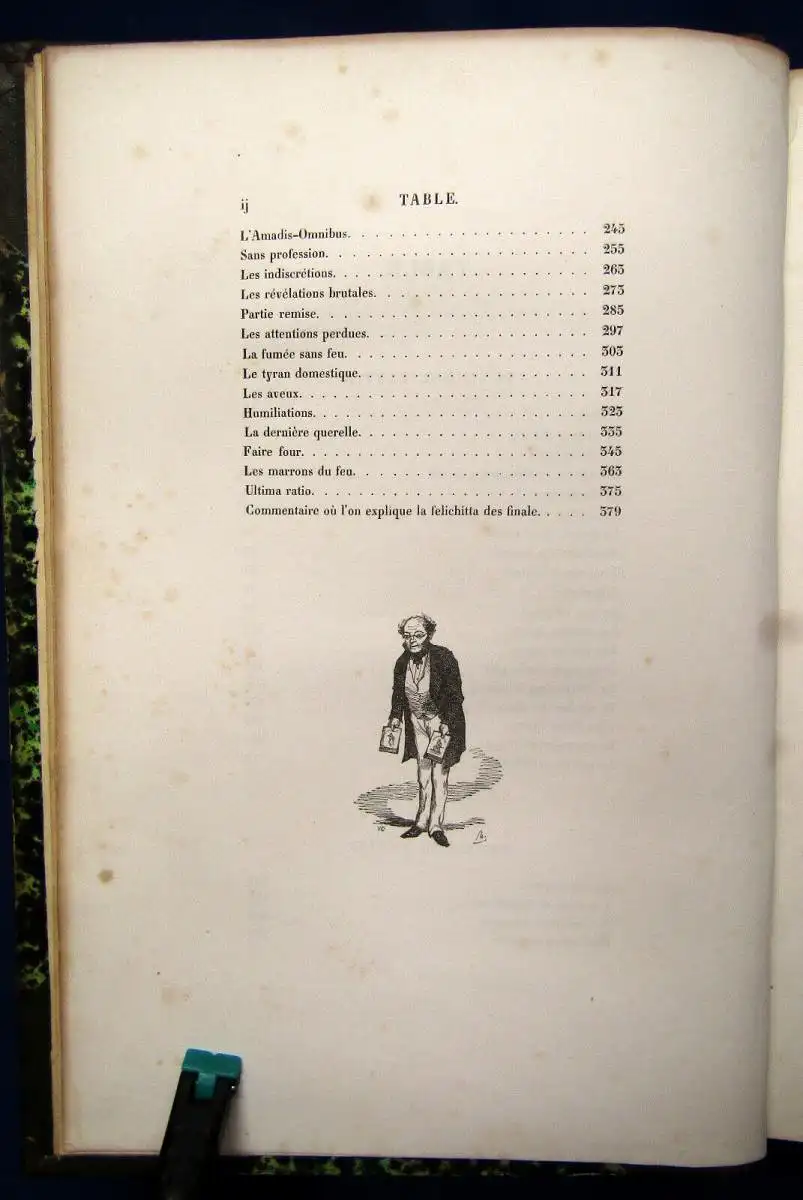 ij TABLE.
L'Amadis-Omnibus. . . . . . . . . . . . . . . . . . . . . 245
Sans profession. . . . . . . . . . . . . . . . . . . . . . . 255
Les indiscrétions. . . . . . . . . . . . . . . . . . . . . . 263
Les révélations brutales. . . . . . . . . . . . . . . . . . . 273
Partie remise. . . . . . . . . . . . . . . . . . . . . . . . 285
Les attentions perdues. . . . . . . . . . . . . . . . . . . . 297
La fumée sans feu. . . . . . . . . . . . . . . . . . . . . . 303
Le tyran domestique. . . . . . . . . . . . . . . . . . . . . 311
Les aveux. . . . . . . . . . . . . . . . . . . . . . . . . . 317
Humiliations. . . . . . . . . . . . . . . . . . . . . . . . 323
La dernière querelle. . . . . . . . . . . . . . . . . . . . . 335
Faire four. . . . . . . . . . . . . . . . . . . . . . . . . 345
Les marrons du feu. . . . . . . . . . . . . . . . . . . . . 363
Ultima ratio. . . . . . . . . . . . . . . . . . . . . . . . 375
Commentaire où l'on explique la felichitta des finale. . . . . 379